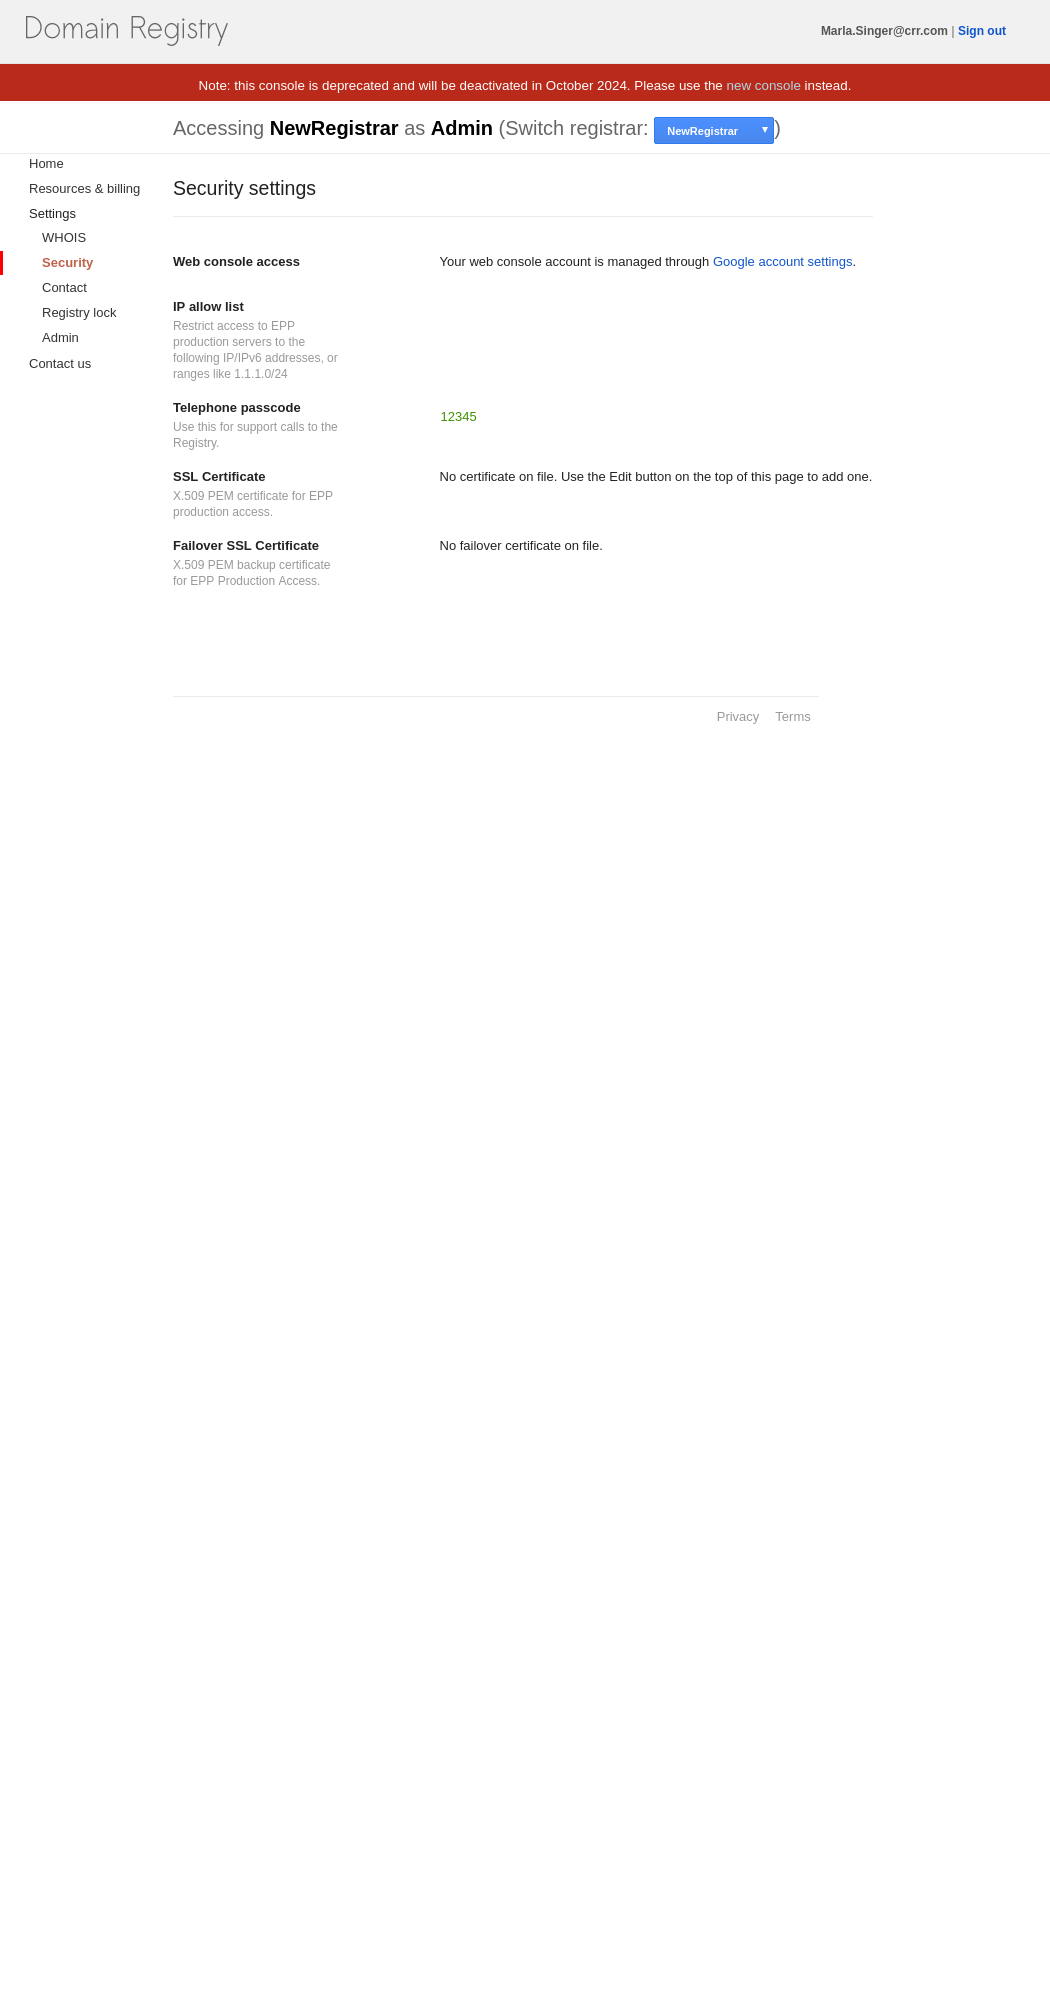 Domain Registry
Marla.Singer@crr.com | Sign out
Note: this console is deprecated and will be deactivated in October 2024. Please use the new console instead.
Accessing NewRegistrar as Admin (Switch registrar: NewRegistrar ▾)
Home
Resources & billing
Settings
WHOIS
Security
Contact
Registry lock
Admin
Contact us
Security settings
Web console access
Your web console account is managed through Google account settings.
IP allow list
Restrict access to EPP
production servers to the
following IP/IPv6 addresses, or
ranges like 1.1.1.0/24
Telephone passcode
Use this for support calls to the
Registry.
12345
SSL Certificate
X.509 PEM certificate for EPP
production access.
No certificate on file. Use the Edit button on the top of this page to add one.
Failover SSL Certificate
X.509 PEM backup certificate
for EPP Production Access.
No failover certificate on file.
Privacy Terms